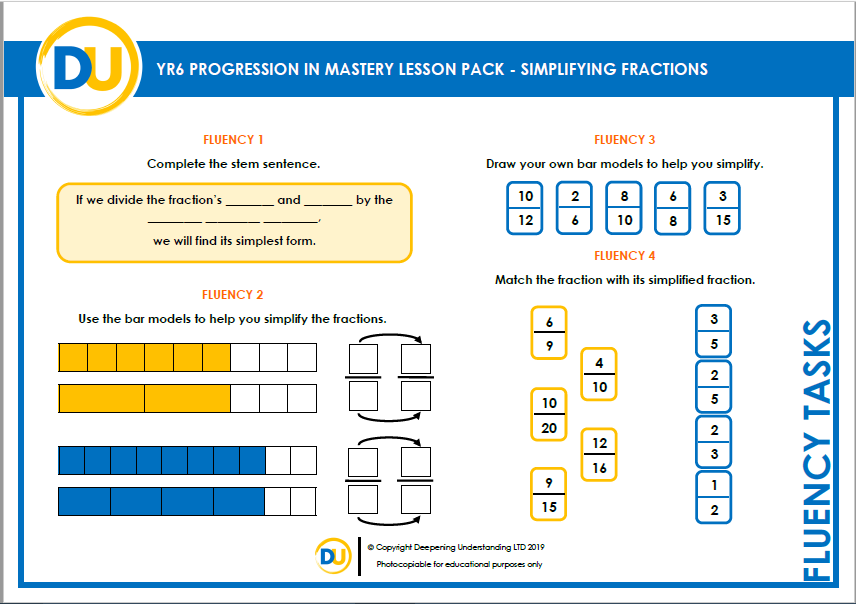 DU
YR6 PROGRESSION IN MASTERY LESSON PACK - SIMPLIFYING FRACTIONS
FLUENCY 1
Complete the stem sentence.
If we divide the fraction's ________ and ________ by the
_________ _________ _________,
we will find its simplest form.
FLUENCY 2
Use the bar models to help you simplify the fractions.
FLUENCY 3
Draw your own bar models to help you simplify.
10 2 8 6 3
12 6 10 8 15
FLUENCY 4
Match the fraction with its simplified fraction.
6
9
4
10
10
20
12
16
9
15
3
5
2
5
2
3
1
2
FLUENCY TASKS
DU
© Copyright Deepening Understanding LTD 2019
Photocopiable for educational purposes only